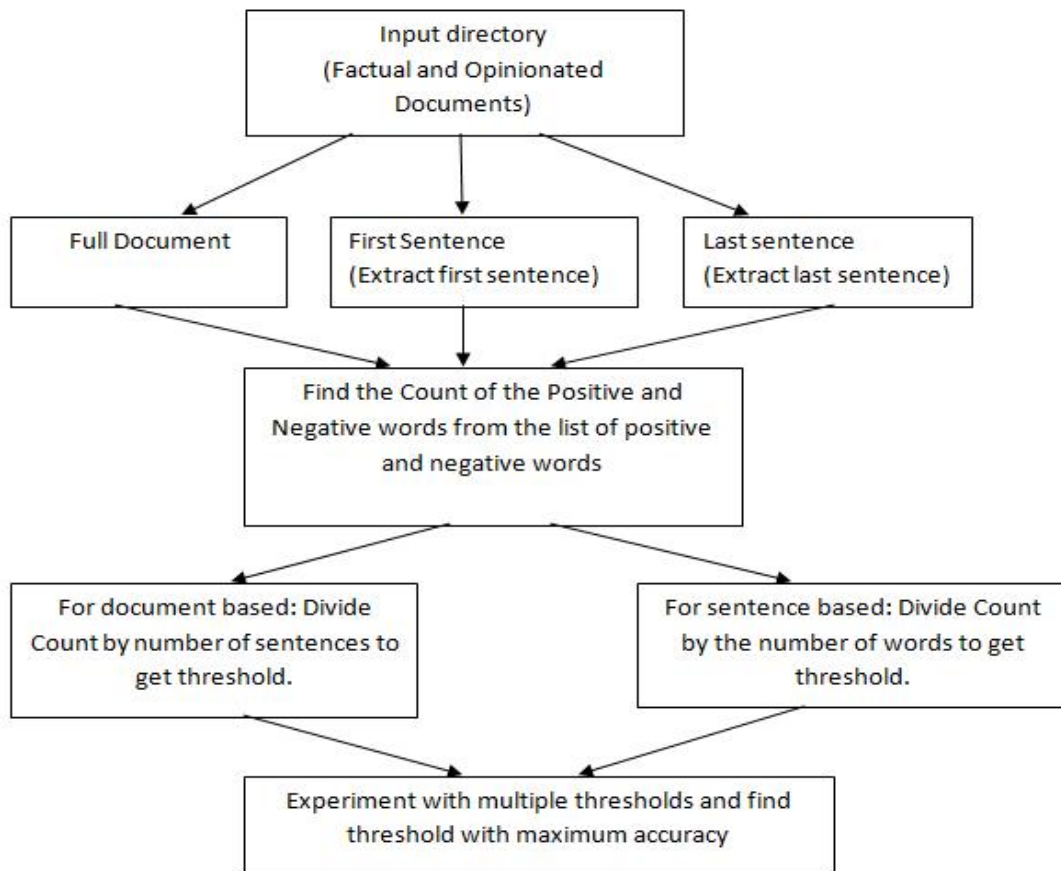 Input directory
(Factual and Opinionated
Documents)
Full Document
First Sentence
(Extract first sentence)
Last sentence
(Extract last sentence)
Find the Count of the Positive and
Negative words from the list of positive
and negative words
For document based: Divide
Count by number of sentences to
get threshold.
For sentence based: Divide Count
by the number of words to get
threshold.
Experiment with multiple thresholds and find
threshold with maximum accuracy